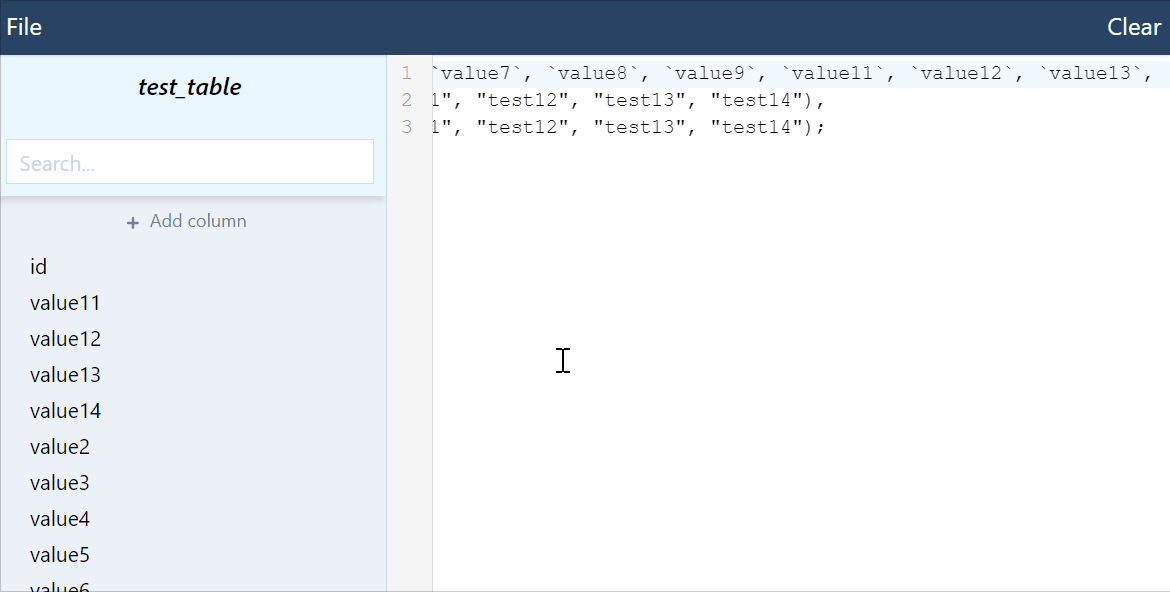 File
Clear
test_table
Search...
+ Add column
id
value11
value12
value13
value14
value2
value3
value4
value5
value6
1 `value7`, `value8`, `value9`, `value11`, `value12`, `value13`,
2 1", "test12", "test13", "test14"),
3 1", "test12", "test13", "test14");